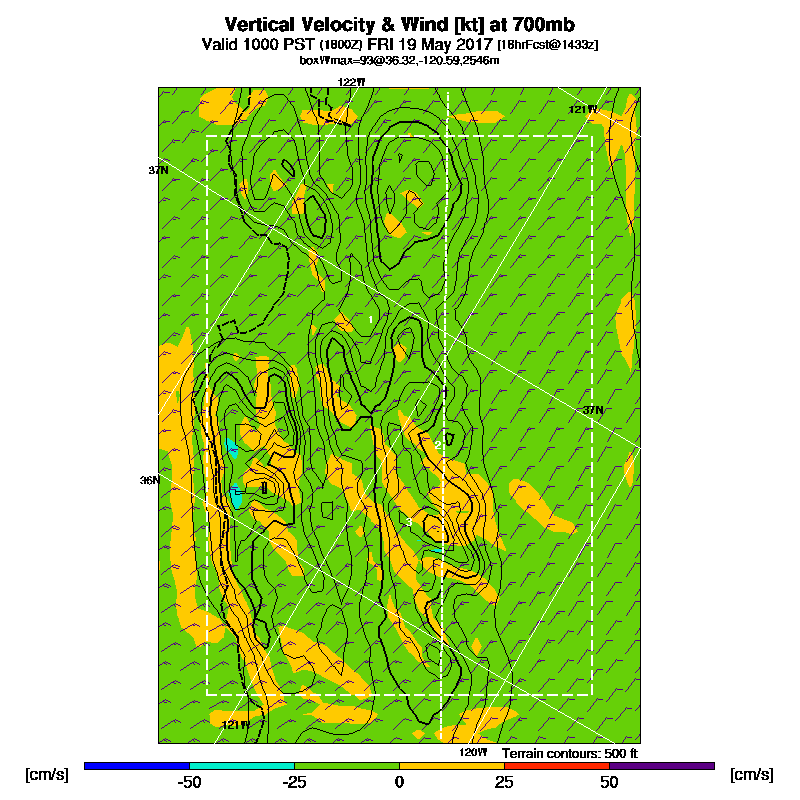 Vertical Velocity & Wind [kt] at 700mb
Valid 1000 PST (1800Z) FRI 19 May 2017 [18hrFcst@1433z]
boxWmax=93@36.32,-120.59,2546m
122W
121W
37N
1
37N
2
36N
3
121W
120W Terrain contours: 500 ft
[cm/s] [cm/s]
-50 -25 0 25 50